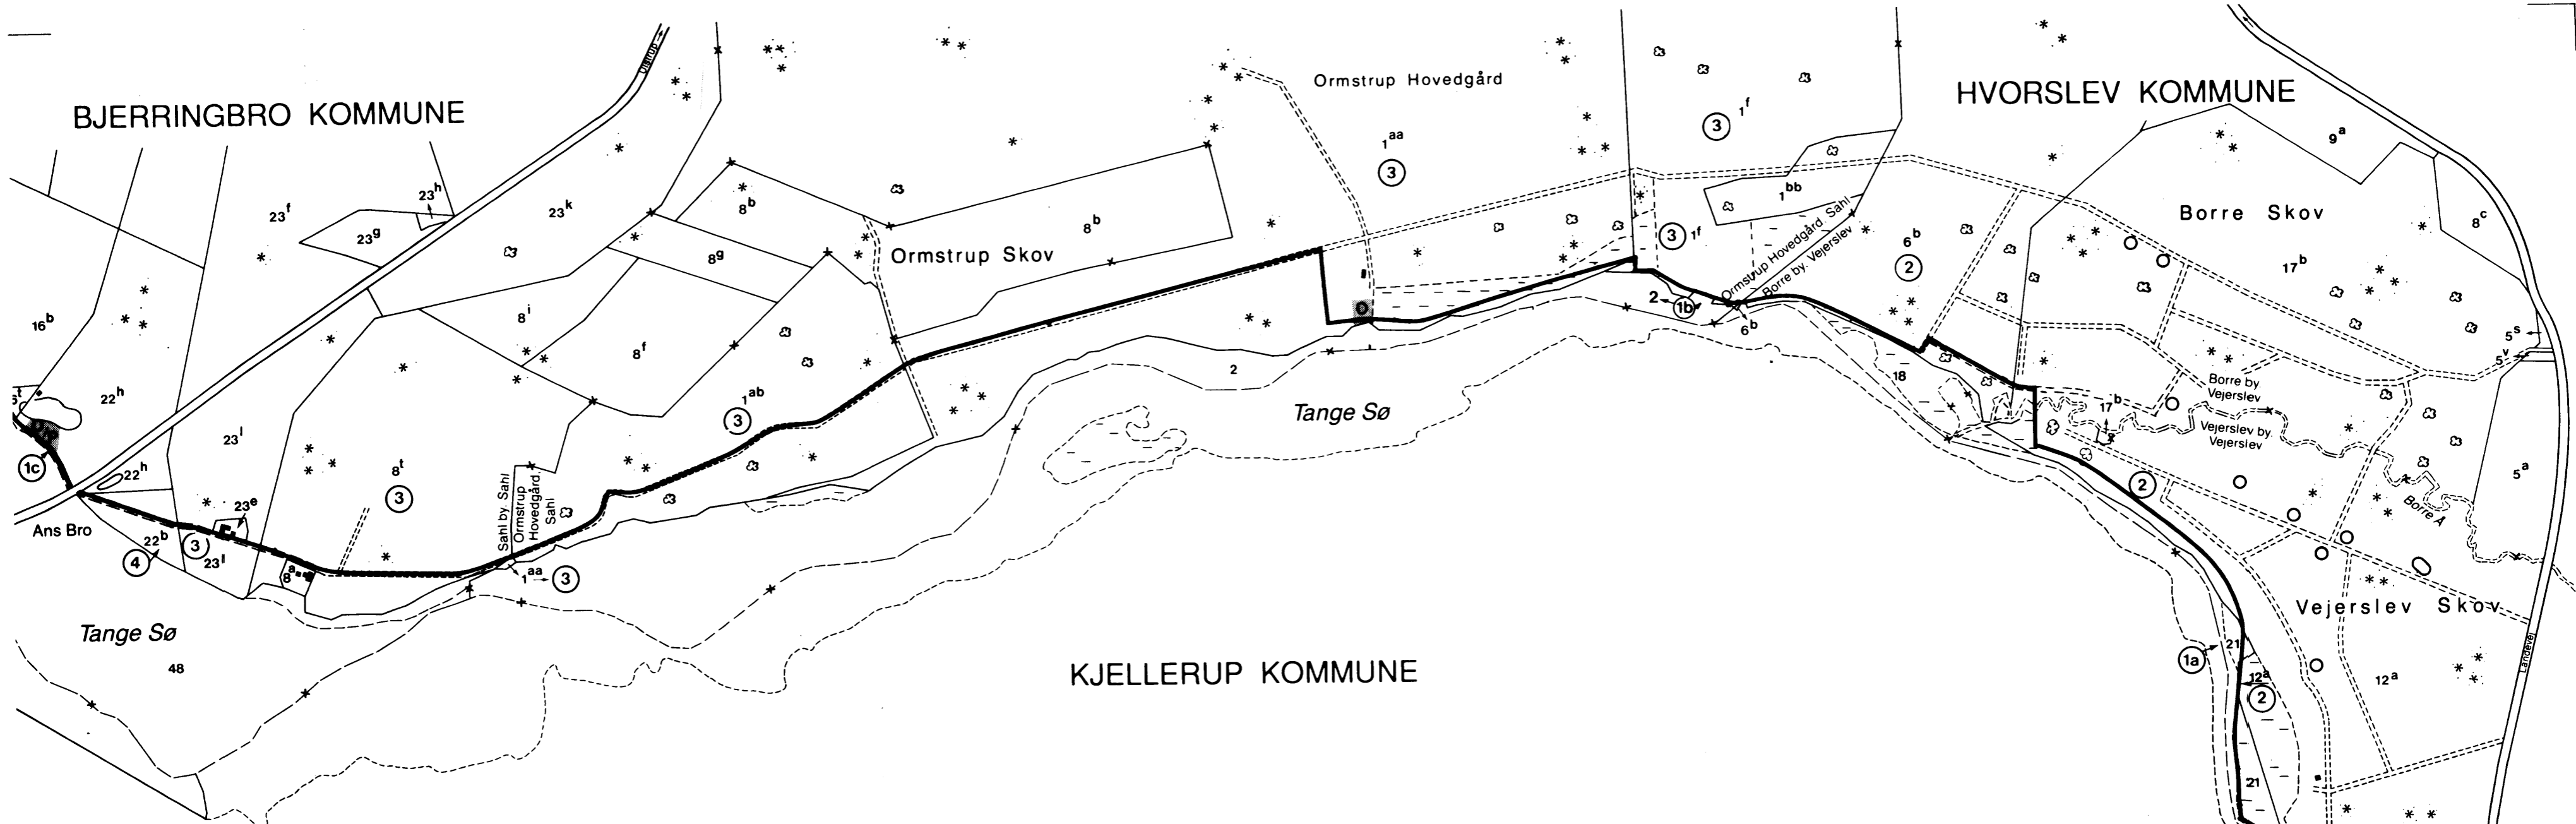 BJERRINGBRO KOMMUNE
HVORSLEV KOMMUNE
KJELLERUP KOMMUNE
Ulstrup
Ormstrup Hovedgård
1aa
3
1f
3
9a
Borre Skov
8c
17b
5s
5v
23h
23f
23g
23k
8b
8g
Ormstrup Skov
8b
3
1f
1bb
Ormstrup Hovedgård. Sahl
Borre by. Vejerslev
6b
2
16b
22h
8i
8f
2
1b
6b
2
18
Tange Sø
Borre by
Vejerslev
17b
Vejerslev by.
Vejerslev
1ab
3
23l
8t
3
1c
22h
Ans Bro
23e
22b
3
4
23l
8a
Sahl by. Sahl
Ormstrup
Hovedgård
Sahl
1aa
3
2
5a
Borre Å
Vejerslev Skov
Landevej
Tange Sø
48
1a
21
12a
2
12a
21